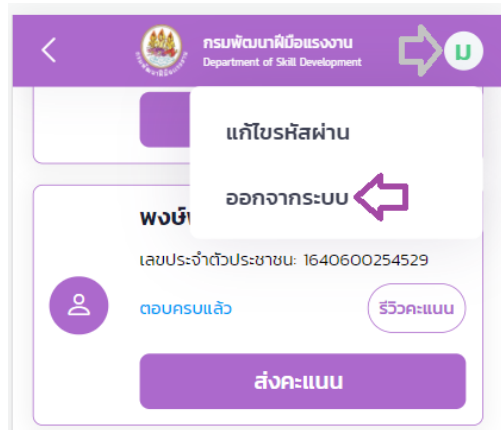 กรมพัฒนาฝีมือแรงงาน
Department of Skill Development
ม
แก้ไขรหัสผ่าน
ออกจากระบบ
เลขประจำตัวประชาชน: 1640600254529
ตอบครบแล้ว
รีวิวคะแนน
ส่งคะแนน